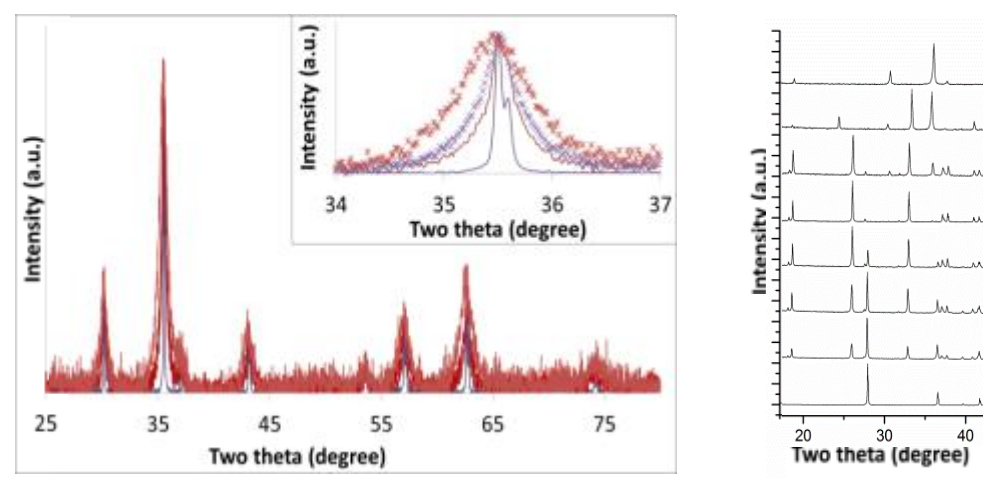 Intensity (a.u.)
25 35 45 55 65 75
Two theta (degree)
Intensity (a.u.)
34 35 36 37
Two theta (degree)
Intensity (a.u.)
20 30 40
Two theta (degree)